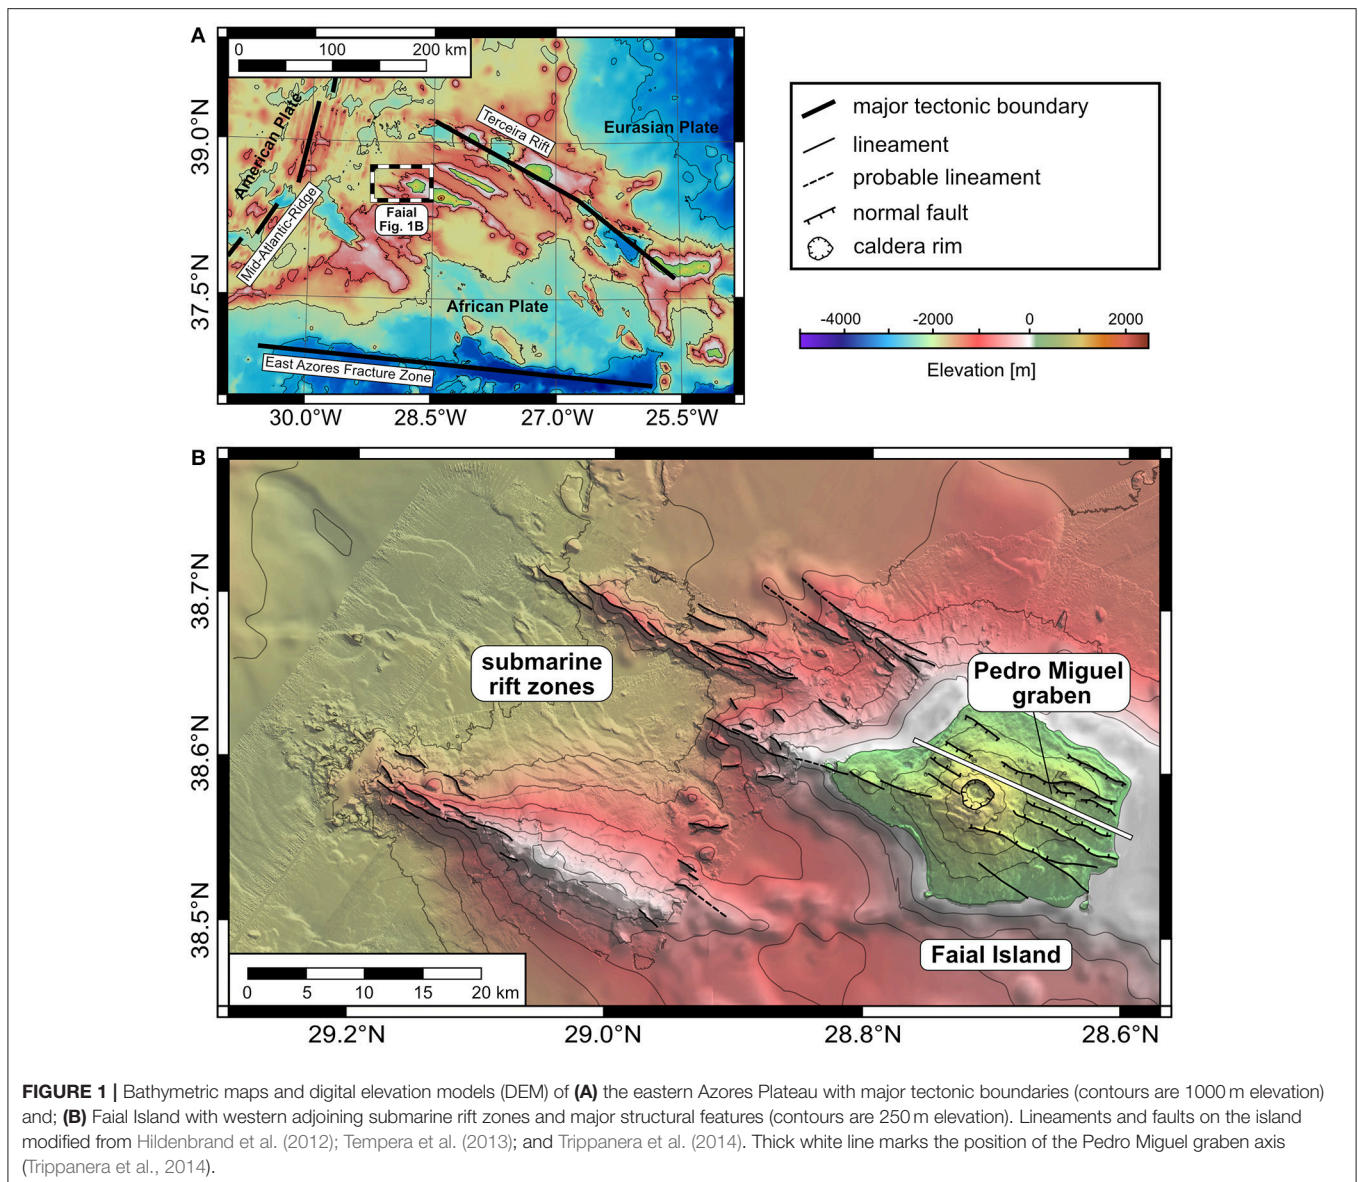 A
0 100 200 km
American Plate
Mid-Atlantic-Ridge
Terceira Rift
Eurasian Plate
Faial
Fig. 1B
African Plate
East Azores Fracture Zone
39.0°N
37.5°N
30.0°W 28.5°W 27.0°W 25.5°W
major tectonic boundary
lineament
probable lineament
normal fault
caldera rim
-4000 -2000 0 2000
Elevation [m]
B
38.7°N
38.6°N
38.5°N
submarine
rift zones
Pedro Miguel
graben
Faial Island
0 5 10 15 20 km
29.2°N 29.0°N 28.8°N 28.6°N
FIGURE 1 | Bathymetric maps and digital elevation models (DEM) of (A) the eastern Azores Plateau with major tectonic boundaries (contours are 1000 m elevation)
and; (B) Faial Island with western adjoining submarine rift zones and major structural features (contours are 250 m elevation). Lineaments and faults on the island
modified from Hildenbrand et al. (2012); Tempera et al. (2013); and Trippanera et al. (2014). Thick white line marks the position of the Pedro Miguel graben axis
(Trippanera et al., 2014).